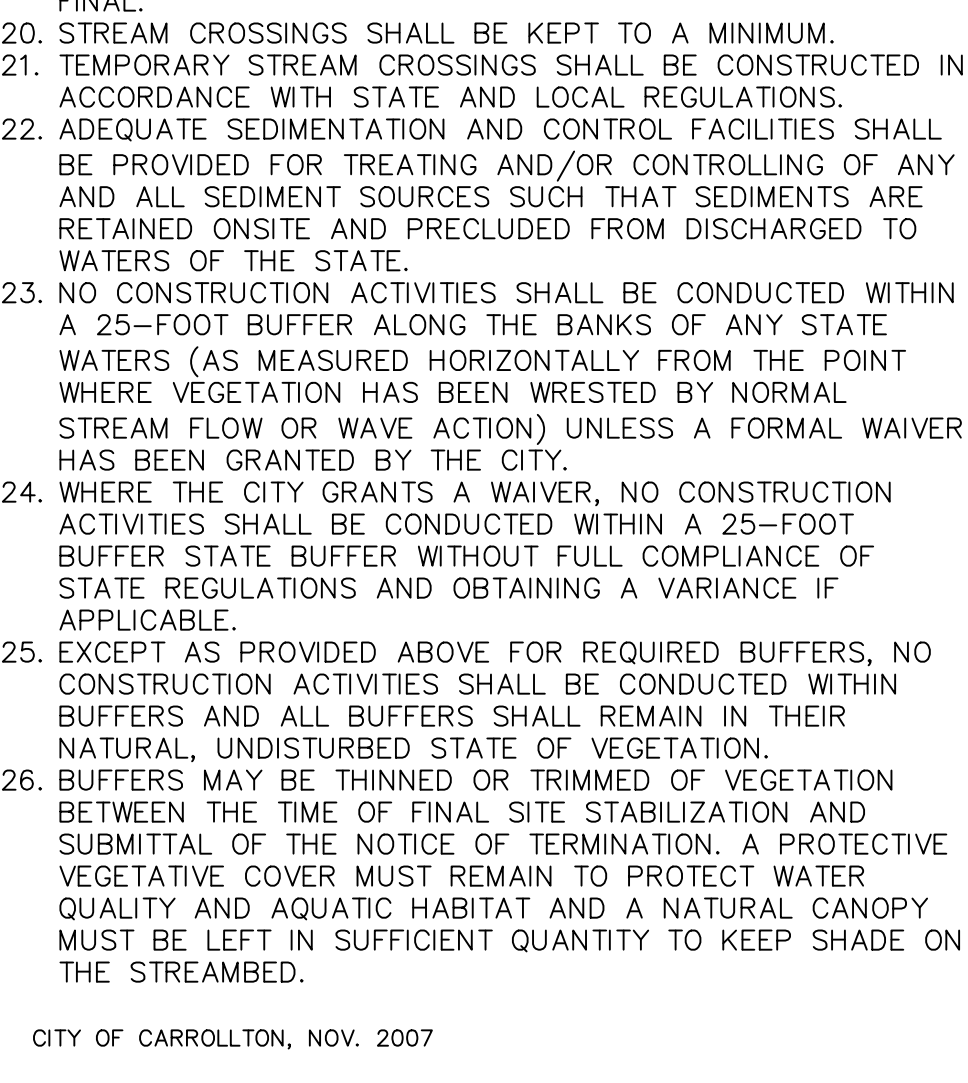 FINAL.
20. STREAM CROSSINGS SHALL BE KEPT TO A MINIMUM.
21. TEMPORARY STREAM CROSSINGS SHALL BE CONSTRUCTED IN
ACCORDANCE WITH STATE AND LOCAL REGULATIONS.
22. ADEQUATE SEDIMENTATION AND CONTROL FACILITIES SHALL
BE PROVIDED FOR TREATING AND/OR CONTROLLING OF ANY
AND ALL SEDIMENT SOURCES SUCH THAT SEDIMENTS ARE
RETAINED ONSITE AND PRECLUDED FROM DISCHARGED TO
WATERS OF THE STATE.
23. NO CONSTRUCTION ACTIVITIES SHALL BE CONDUCTED WITHIN
A 25-FOOT BUFFER ALONG THE BANKS OF ANY STATE
WATERS (AS MEASURED HORIZONTALLY FROM THE POINT
WHERE VEGETATION HAS BEEN WRESTED BY NORMAL
STREAM FLOW OR WAVE ACTION) UNLESS A FORMAL WAIVER
HAS BEEN GRANTED BY THE CITY.
24. WHERE THE CITY GRANTS A WAIVER, NO CONSTRUCTION
ACTIVITIES SHALL BE CONDUCTED WITHIN A 25-FOOT
BUFFER STATE BUFFER WITHOUT FULL COMPLIANCE OF
STATE REGULATIONS AND OBTAINING A VARIANCE IF
APPLICABLE.
25. EXCEPT AS PROVIDED ABOVE FOR REQUIRED BUFFERS, NO
CONSTRUCTION ACTIVITIES SHALL BE CONDUCTED WITHIN
BUFFERS AND ALL BUFFERS SHALL REMAIN IN THEIR
NATURAL, UNDISTURBED STATE OF VEGETATION.
26. BUFFERS MAY BE THINNED OR TRIMMED OF VEGETATION
BETWEEN THE TIME OF FINAL SITE STABILIZATION AND
SUBMITTAL OF THE NOTICE OF TERMINATION. A PROTECTIVE
VEGETATIVE COVER MUST REMAIN TO PROTECT WATER
QUALITY AND AQUATIC HABITAT AND A NATURAL CANOPY
MUST BE LEFT IN SUFFICIENT QUANTITY TO KEEP SHADE ON
THE STREAMBED.
CITY OF CARROLLTON, NOV. 2007